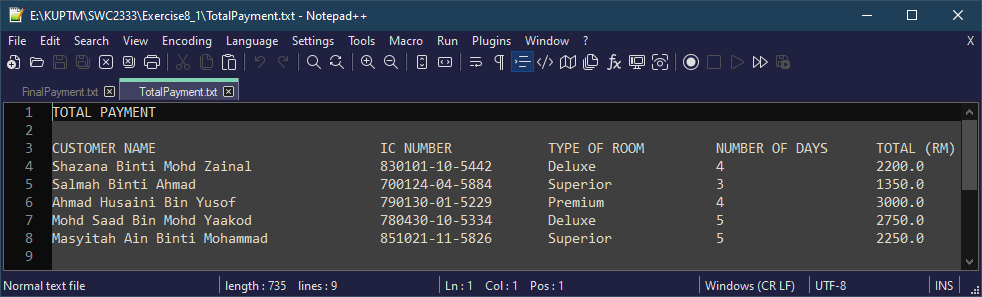 E:\KUPTM\SWC2333\Exercise8_1\TotalPayment.txt - Notepad++
File Edit Search View Encoding Language Settings Tools Macro Run Plugins Window ? X
FinalPayment.txt TotalPayment.txt
1 TOTAL PAYMENT
2
3 CUSTOMER NAME IC NUMBER TYPE OF ROOM NUMBER OF DAYS TOTAL (RM)
4 Shazana Binti Mohd Zainal 830101-10-5442 Deluxe 4 2200.0
5 Salmah Binti Ahmad 700124-04-5884 Superior 3 1350.0
6 Ahmad Husaini Bin Yusof 790130-01-5229 Premium 4 3000.0
7 Mohd Saad Bin Mohd Yaakod 780430-10-5334 Deluxe 5 2750.0
8 Masyitah Ain Binti Mohammad 851021-11-5826 Superior 5 2250.0
9
Normal text file length : 735 lines : 9 Ln : 1 Col : 1 Pos : 1 Windows (CR LF) UTF-8 INS